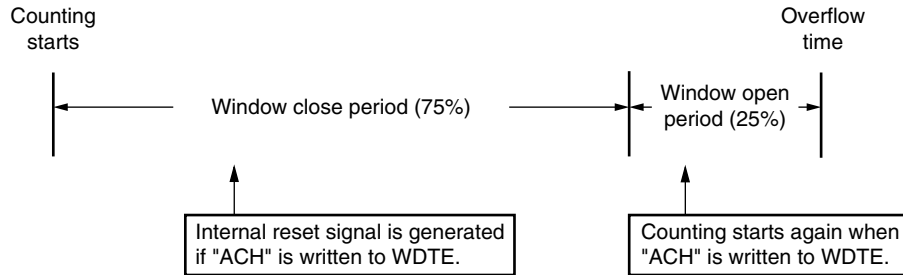 Counting
starts
Overflow
time
Window close period (75%)
Window open
period (25%)
Internal reset signal is generated
if "ACH" is written to WDTE.
Counting starts again when
"ACH" is written to WDTE.